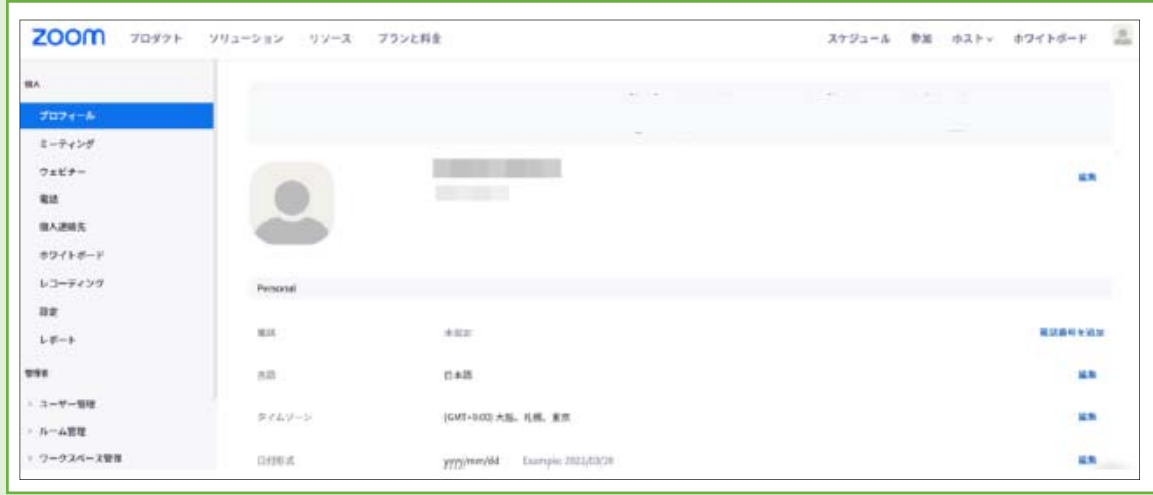 zoom プロダクト ソリューション リソース プランと料金 スケジュール 参加 ホスト ホワイトボード
個人
プロフィール
ミーティング
ウェビナー
編集
電話
個人連絡先
ホワイトボード
レコーディング
Personal
設定
電話 未設定 電話番号を追加
レポート
管理者
言語 日本語 編集
ユーザー管理
タイムゾーン (GMT+9:00) 大阪、札幌、東京 編集
ルーム管理
ワークスペース管理
日付形式 yyyy/mm/dd Example: 2022/03/20 編集